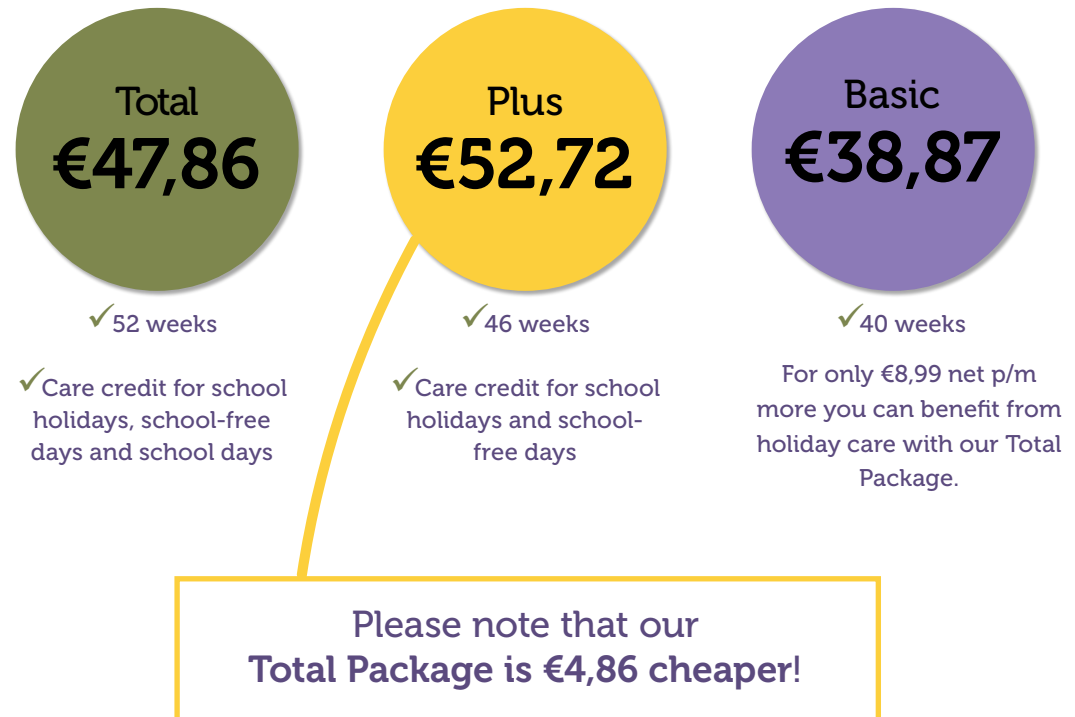 Total
€47,86
✓52 weeks
✓Care credit for school
holidays, school-free
days and school days
Plus
€52,72
✓46 weeks
✓Care credit for school
holidays and school-
free days
Basic
€38,87
✓40 weeks
For only €8,99 net p/m
more you can benefit from
holiday care with our Total
Package.
Please note that our
Total Package is €4,86 cheaper!